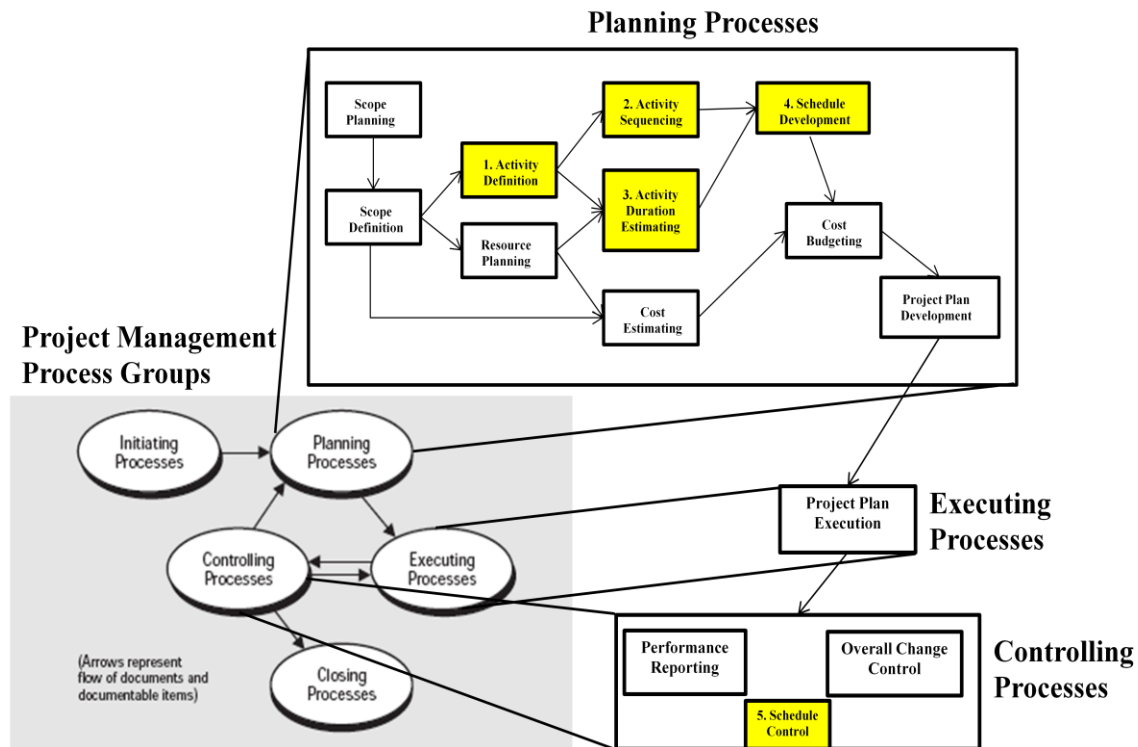 Planning Processes
Scope
Planning
2. Activity
Sequencing
4. Schedule
Development
1. Activity
Definition
3. Activity
Duration
Estimating
Scope
Definition
Resource
Planning
Cost
Budgeting
Cost
Estimating
Project Plan
Development
Project Management
Process Groups
Initiating
Processes
Planning
Processes
Controlling
Processes
Executing
Processes
Closing
Processes
(Arrows represent
flow of documents and
documentable items)
Project Plan
Execution
Executing
Processes
Performance
Reporting
Overall Change
Control
5. Schedule
Control
Controlling
Processes